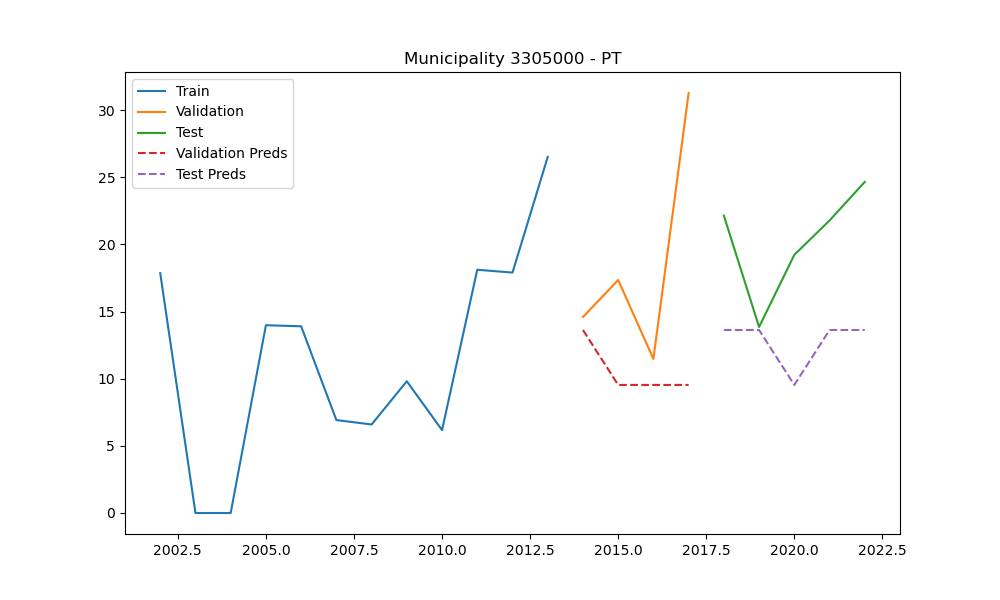 Municipality 3305000 - PT
Train
Validation
Test
Validation Preds
Test Preds
30
25
20
15
10
5
0
2002.5 2005.0 2007.5 2010.0 2012.5 2015.0 2017.5 2020.0 2022.5